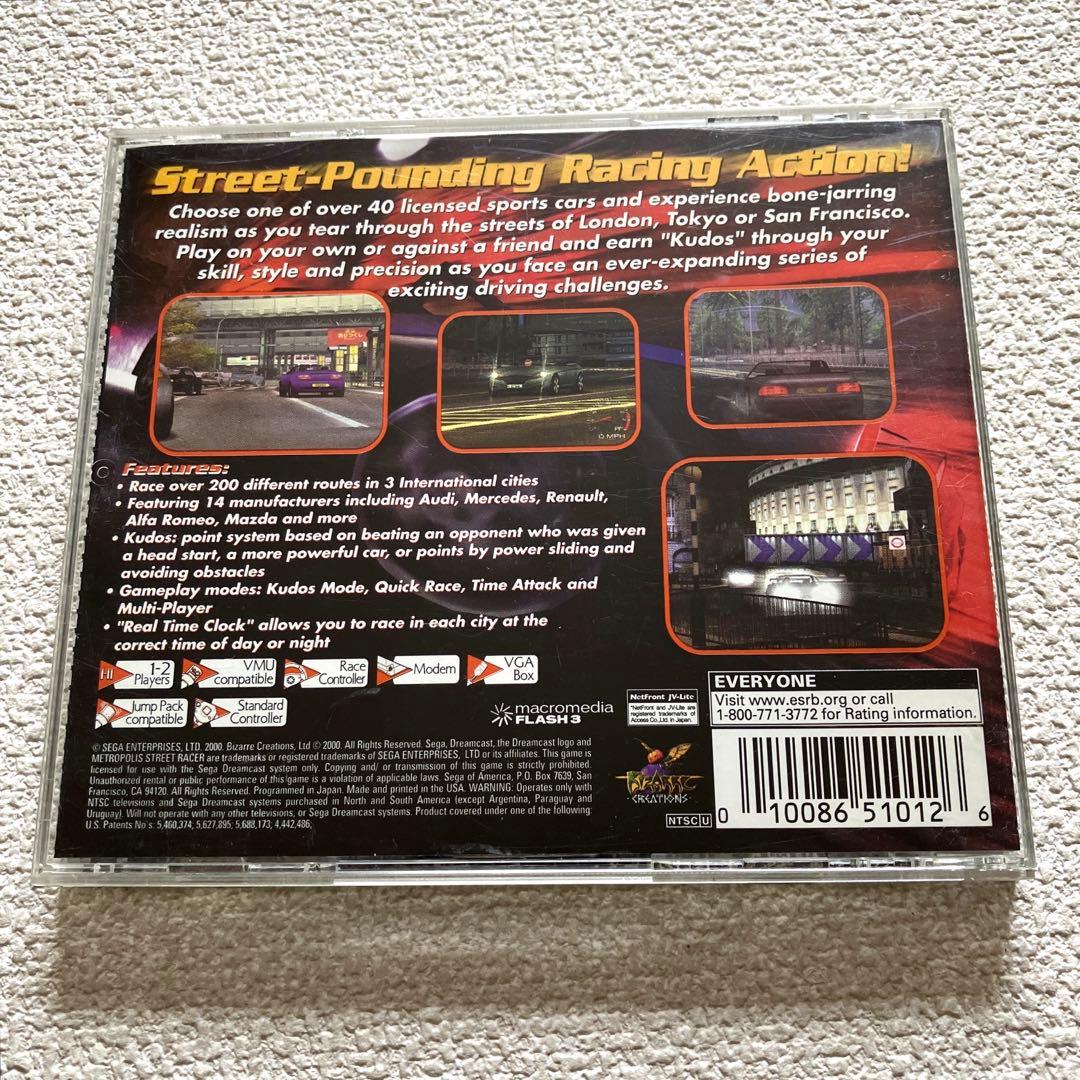 Street-Pounding Racing Action!
Choose one of over 40 licensed sports cars and experience bone-jarring
realism as you tear through the streets of London, Tokyo or San Francisco.
Play on your own or against a friend and earn "Kudos" through your
skill, style and precision as you face an ever-expanding series of
exciting driving challenges.
0 MPH
Features:
• Race over 200 different routes in 3 International cities
• Featuring 14 manufacturers including Audi, Mercedes, Renault,
Alfa Romeo, Mazda and more
• Kudos: point system based on beating an opponent who was given
a head start, a more powerful car, or points by power sliding and
avoiding obstacles
• Gameplay modes: Kudos Mode, Quick Race, Time Attack and
Multi-Player
• "Real Time Clock" allows you to race in each city at the
correct time of day or night
1-2
Players
VMU
compatible
Race
Controller
Modem
VGA
Box
Jump Pack
compatible
Standard
Controller
macromedia
FLASH 3
NetFront JV-Lite
"NetFront and JV-Lite are
registered trademarks of
Access Co., Ltd. in Japan.
EVERYONE
Visit www.esrb.org or call
1-800-771-3772 for Rating information.
© SEGA ENTERPRISES, LTD. 2000. Bizarre Creations, Ltd © 2000. All Rights Reserved. Sega, Dreamcast, the Dreamcast logo and
METROPOLIS STREET RACER are trademarks or registered trademarks of SEGA ENTERPRISES, LTD or its affiliates. This game is
licensed for use with the Sega Dreamcast system only. Copying and/ or transmission of this game is strictly prohibited.
Unauthorized rental or public performance of this game is a violation of applicable laws. Sega of America, P.O. Box 7639, San
Francisco, CA 94120. All Rights Reserved. Programmed in Japan. Made and printed in the USA. WARNING: Operates only with
NTSC televisions and Sega Dreamcast systems purchased in North and South America (except Argentina, Paraguay and
Uruguay). Will not operate with any other televisions, or Sega Dreamcast systems. Product covered under one of the following:
U.S. Patents No's: 5,460,374, 5,627,895, 5,688,173, 4,442,486;
BIZARRE
CREATIONS
NTSC U
0 10086 51012 6